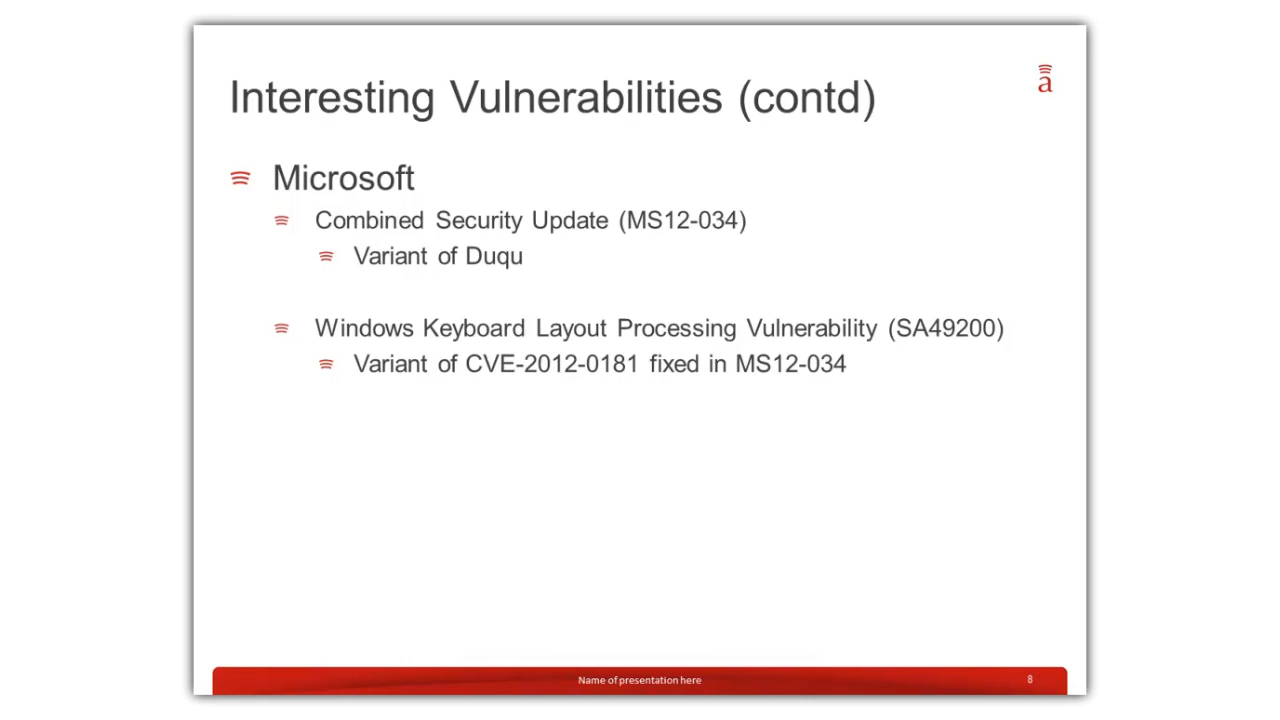 Interesting Vulnerabilities (contd)
a
Microsoft
Combined Security Update (MS12-034)
Variant of Duqu
Windows Keyboard Layout Processing Vulnerability (SA49200)
Variant of CVE-2012-0181 fixed in MS12-034
Name of presentation here
8